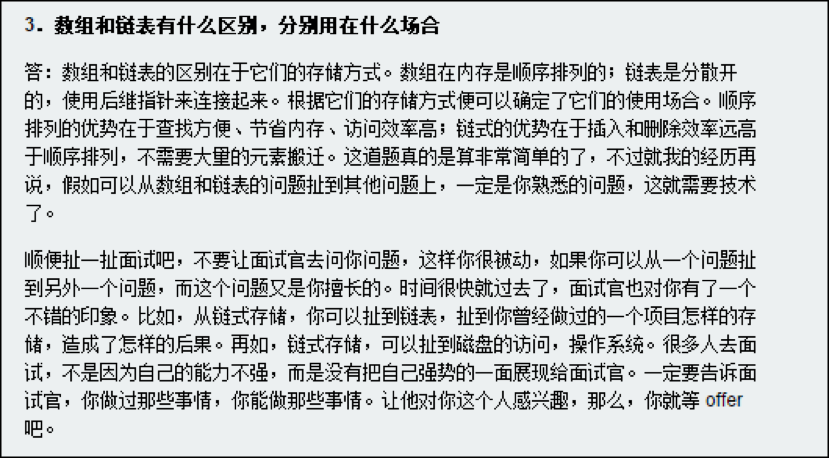 3．数组和链表有什么区别，分别用在什么场合
答：数组和链表的区别在于它们的存储方式。数组在内存是顺序排列的；链表是分散开
的，使用后继指针来连接起来。根据它们的存储方式便可以确定了它们的使用场合。顺序
排列的优势在于查找方便、节省内存、访问效率高；链式的优势在于插入和删除效率远高
于顺序排列，不需要大量的元素搬迁。这道题真的是算非常简单的了，不过就我的经历再
说，假如可以从数组和链表的问题扯到其他问题上，一定是你熟悉的问题，这就需要技术
了。
顺便扯一扯面试吧，不要让面试官去问你问题，这样你很被动，如果你可以从一个问题扯
到另外一个问题，而这个问题又是你擅长的。时间很快就过去了，面试官也对你有了一个
不错的印象。比如，从链式存储，你可以扯到链表，扯到你曾经做过的一个项目怎样的存
储，造成了怎样的后果。再如，链式存储，可以扯到磁盘的访问，操作系统。很多人去面
试，不是因为自己的能力不强，而是没有把自己强势的一面展现给面试官。一定要告诉面
试官，你做过那些事情，你能做那些事情。让他对你这个人感兴趣，那么，你就等 offer
吧。